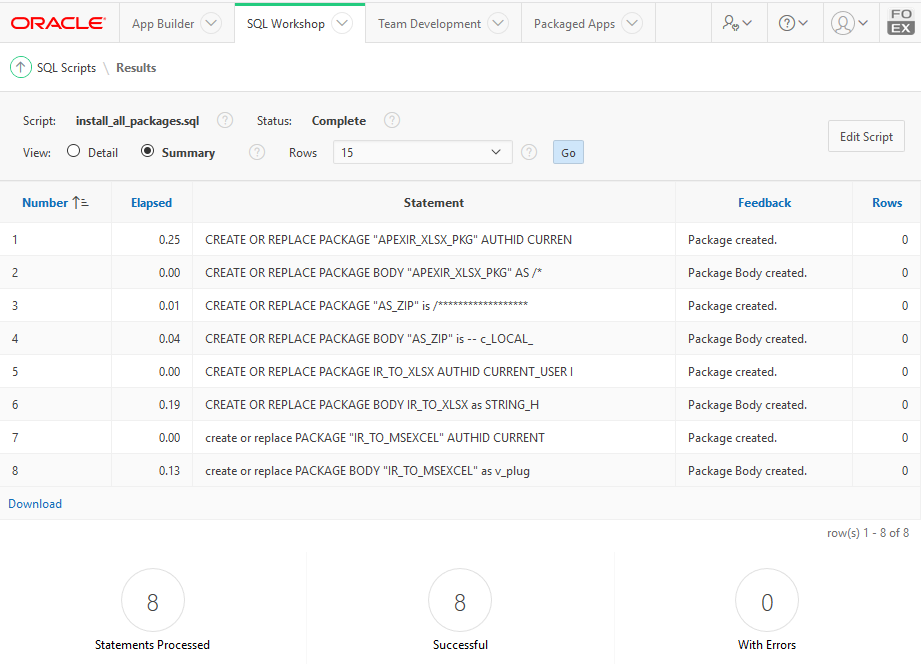 ORACLE App Builder SQL Workshop Team Development Packaged Apps FO
EX
SQL Scripts \ Results
Script: install_all_packages.sql ? Status: Complete ?
Edit Script
View: Detail Summary ? Rows 15 ? Go
Number Elapsed Statement Feedback Rows
1 0.25 CREATE OR REPLACE PACKAGE "APEXIR_XLSX_PKG" AUTHID CURREN Package created. 0
2 0.00 CREATE OR REPLACE PACKAGE BODY "APEXIR_XLSX_PKG" AS /* Package Body created. 0
3 0.01 CREATE OR REPLACE PACKAGE "AS_ZIP" is /****************** Package created. 0
4 0.04 CREATE OR REPLACE PACKAGE BODY "AS_ZIP" is -- c_LOCAL_ Package Body created. 0
5 0.00 CREATE OR REPLACE PACKAGE IR_TO_XLSX AUTHID CURRENT_USER I Package created. 0
6 0.19 CREATE OR REPLACE PACKAGE BODY IR_TO_XLSX as STRING_H Package Body created. 0
7 0.00 create or replace PACKAGE "IR_TO_MSEXCEL" AUTHID CURRENT Package created. 0
8 0.13 create or replace PACKAGE BODY "IR_TO_MSEXCEL" as v_plug Package Body created. 0
Download
row(s) 1 - 8 of 8
8 8 0
Statements Processed Successful With Errors